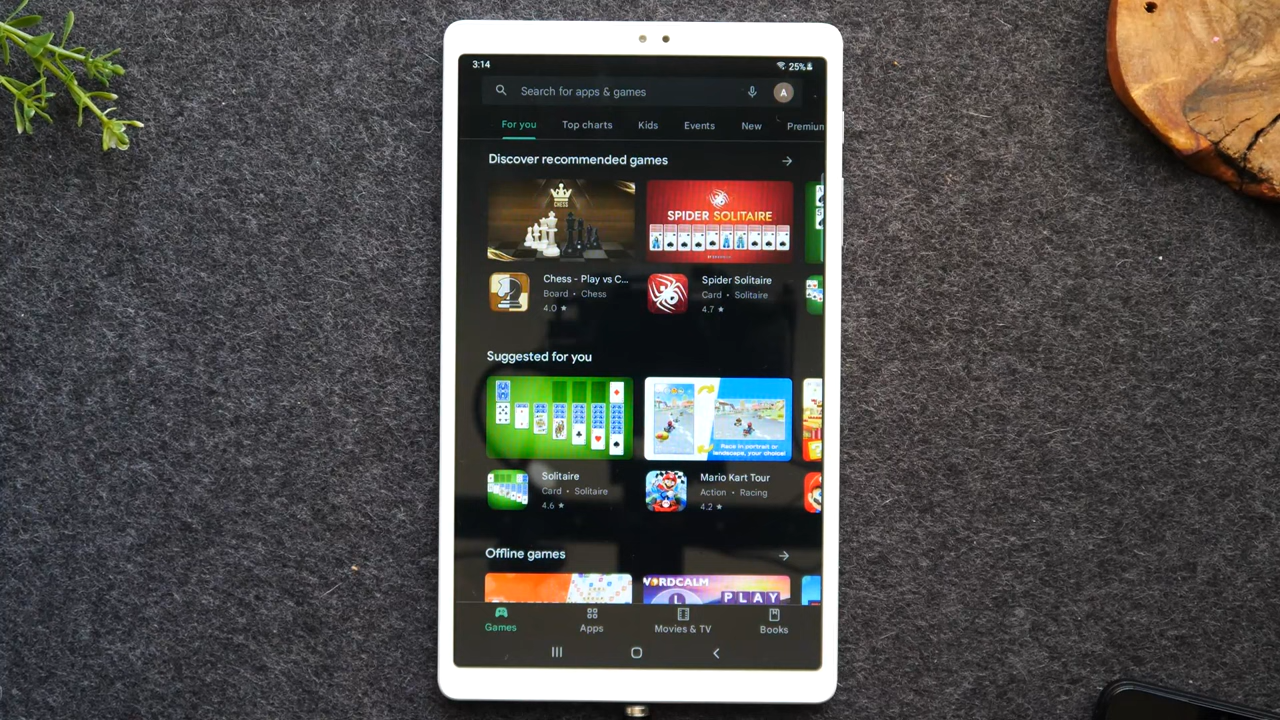 3:14
25%
Search for apps & games
A
For you
Top charts
Kids
Events
New
Premium
Discover recommended games
CHESS
SPIDER SOLITAIRE
Chess - Play vs C...
Board • Chess
4.0 ★
Spider Solitaire
Card • Solitaire
4.7 ★
Suggested for you
Race in portrait or
landscape, your choice!
Solitaire
Card • Solitaire
4.6 ★
Mario Kart Tour
Action • Racing
4.2 ★
Offline games
WORDCALM
L
PLAY
Games
Apps
Movies & TV
Books